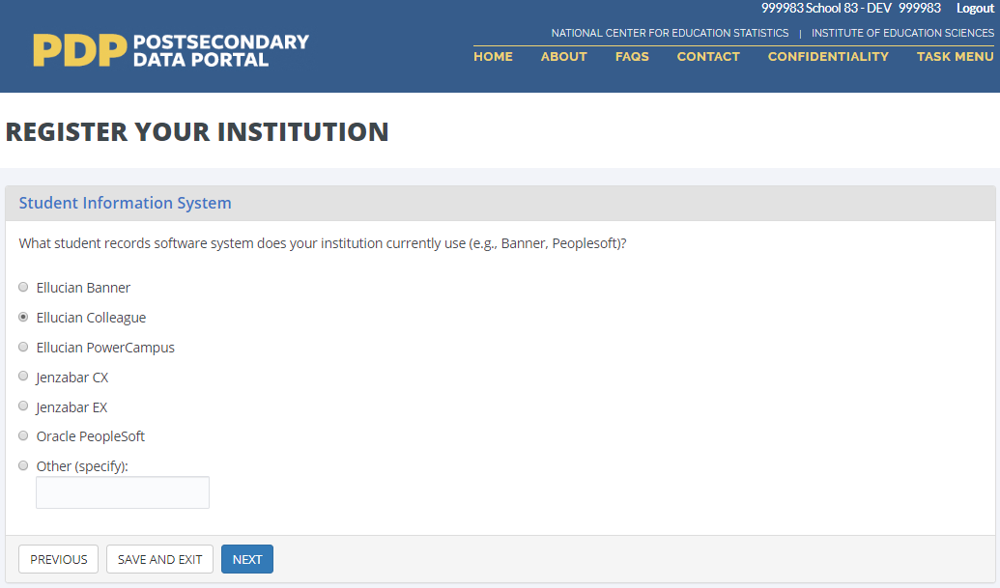 999983 School 83 - DEV 999983 Logout
NATIONAL CENTER FOR EDUCATION STATISTICS | INSTITUTE OF EDUCATION SCIENCES
PDP POSTSECONDARY
DATA PORTAL
HOME ABOUT FAQS CONTACT CONFIDENTIALITY TASK MENU
REGISTER YOUR INSTITUTION
Student Information System
What student records software system does your institution currently use (e.g., Banner, Peoplesoft)?
Ellucian Banner
Ellucian Colleague
Ellucian PowerCampus
Jenzabar CX
Jenzabar EX
Oracle PeopleSoft
Other (specify):
PREVIOUS SAVE AND EXIT NEXT